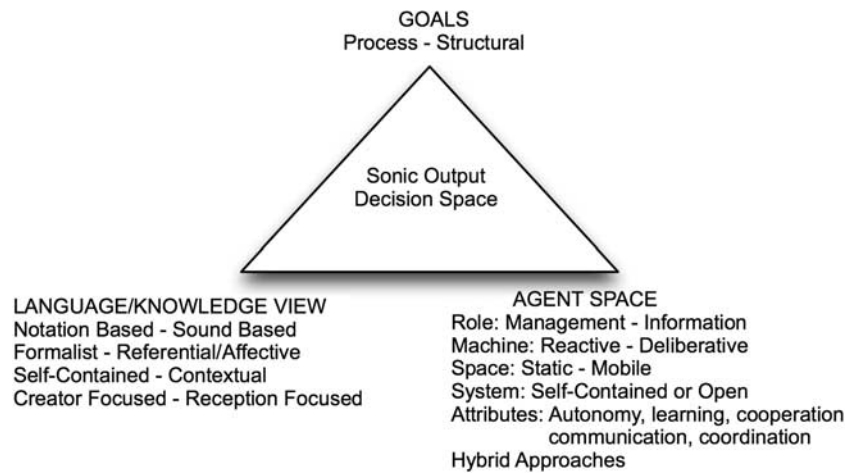 GOALS
Process - Structural
Sonic Output
Decision Space
LANGUAGE/KNOWLEDGE VIEW
Notation Based - Sound Based
Formalist - Referential/Affective
Self-Contained - Contextual
Creator Focused - Reception Focused
AGENT SPACE
Role: Management - Information
Machine: Reactive - Deliberative
Space: Static - Mobile
System: Self-Contained or Open
Attributes: Autonomy, learning, cooperation
communication, coordination
Hybrid Approaches